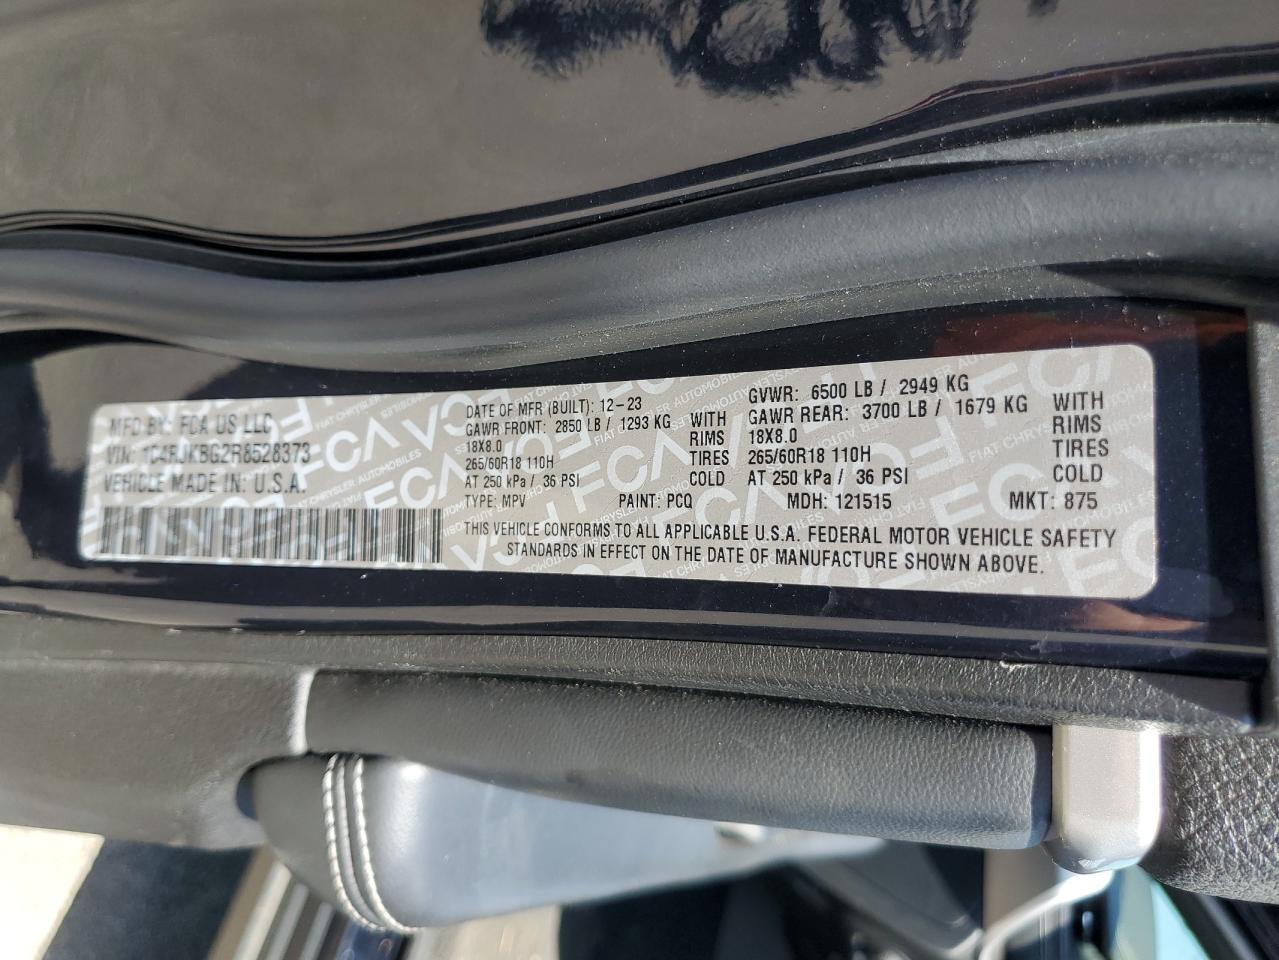 MFD BY: FCA US LLC
VIN: 1C4RJKBG2R8528373
VEHICLE MADE IN: U.S.A.
DATE OF MFR (BUILT): 12-23
GAWR FRONT: 2850 LB / 1293 KG WITH
18X8.0 RIMS
265/60R18 110H TIRES
AT 250 kPa / 36 PSI COLD
GVWR: 6500 LB / 2949 KG
GAWR REAR: 3700 LB / 1679 KG WITH
18X8.0 RIMS
265/60R18 110H TIRES
AT 250 kPa / 36 PSI COLD
TYPE: MPV PAINT: PCQ MDH: 121515 MKT: 875
THIS VEHICLE CONFORMS TO ALL APPLICABLE U.S.A. FEDERAL MOTOR VEHICLE SAFETY
STANDARDS IN EFFECT ON THE DATE OF MANUFACTURE SHOWN ABOVE.